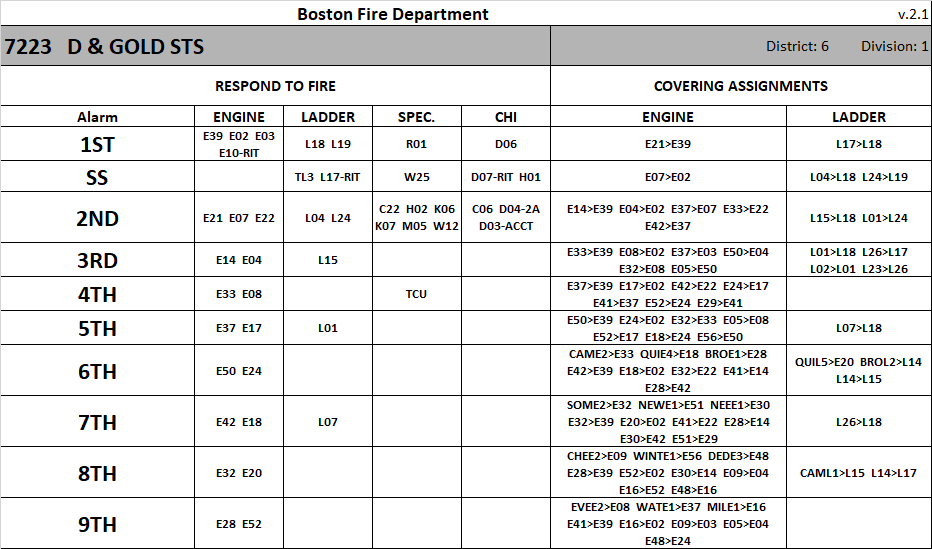 Boston Fire Department v.2.1
7223 D & GOLD STS District: 6 Division: 1
RESPOND TO FIRE COVERING ASSIGNMENTS
Alarm ENGINE LADDER SPEC. CHI ENGINE LADDER
1ST
E39 E02 E03
E10-RIT
L18 L19
R01
D06
E21>E39
L17>L18
SS
TL3 L17-RIT
W25
D07-RIT H01
E07>E02
L04>L18 L24>L19
2ND
E21 E07 E22
L04 L24
C22 H02 K06
K07 M05 W12
C06 D04-2A
D03-ACCT
E14>E39 E04>E02 E37>E07 E33>E22
E42>E37
L15>L18 L01>L24
3RD
E14 E04
L15
E33>E39 E08>E02 E37>E03 E50>E04
E32>E08 E05>E50
L01>L18 L26>L17
L02>L01 L23>L26
4TH
E33 E08
TCU
E37>E39 E17>E02 E42>E22 E24>E17
E41>E37 E52>E24 E29>E41
5TH
E37 E17
L01
E50>E39 E24>E02 E32>E33 E05>E08
E52>E17 E18>E24 E56>E50
L07>L18
6TH
E50 E24
CAME2>E33 QUIE4>E18 BROE1>E28
E42>E39 E18>E02 E32>E22 E41>E14
E28>E42
QUIL5>E20 BROL2>L14
L14>L15
7TH
E42 E18
L07
SOME2>E32 NEWE1>E51 NEEE1>E30
E32>E39 E20>E02 E41>E22 E28>E14
E30>E42 E51>E29
L26>L18
8TH
E32 E20
CHEE2>E09 WINTE1>E56 DEDE3>E48
E28>E39 E52>E02 E30>E14 E09>E04
E16>E52 E48>E16
CAML1>L15 L14>L17
9TH
E28 E52
EVEE2>E08 WATE1>E37 MILE1>E16
E41>E39 E16>E02 E09>E03 E05>E04
E48>E24